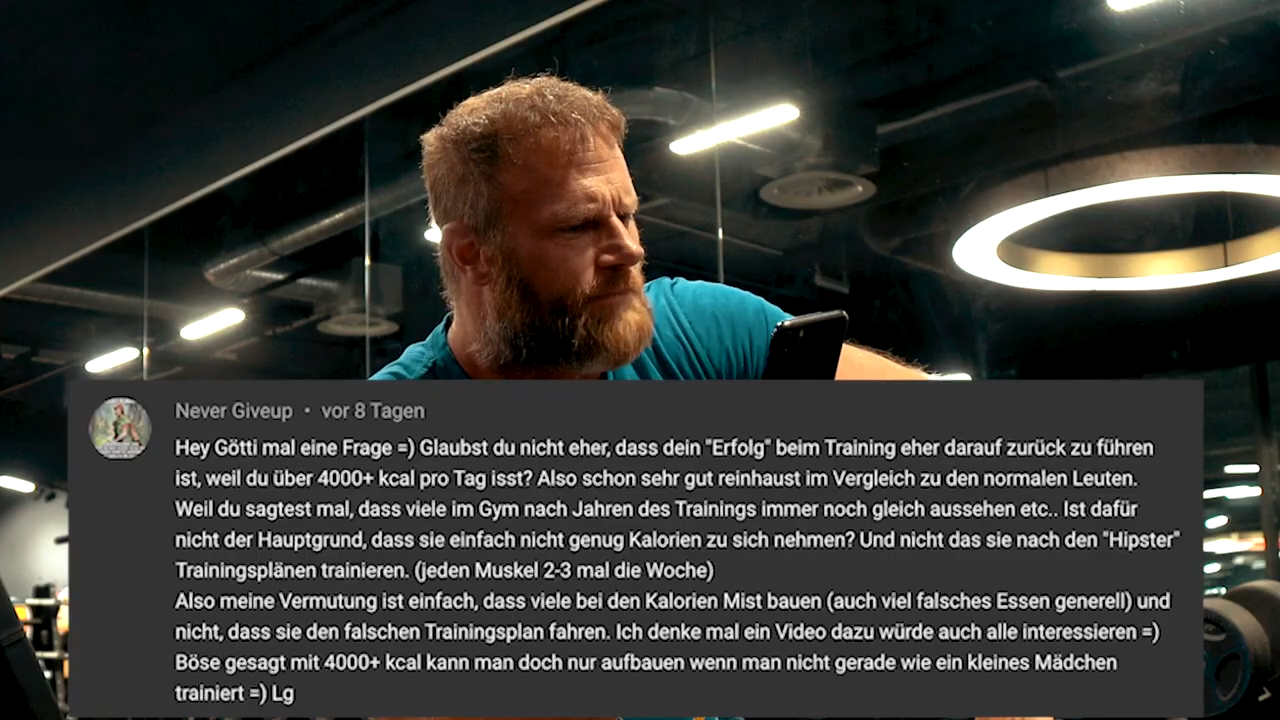 Never Giveup • vor 8 Tagen
Hey Götti mal eine Frage =) Glaubst du nicht eher, dass dein "Erfolg" beim Training eher darauf zurück zu führen
ist, weil du über 4000+ kcal pro Tag isst? Also schon sehr gut reinhaust im Vergleich zu den normalen Leuten.
Weil du sagtest mal, dass viele im Gym nach Jahren des Trainings immer noch gleich aussehen etc.. Ist dafür
nicht der Hauptgrund, dass sie einfach nicht genug Kalorien zu sich nehmen? Und nicht das sie nach den "Hipster"
Trainingsplänen trainieren. (jeden Muskel 2-3 mal die Woche)
Also meine Vermutung ist einfach, dass viele bei den Kalorien Mist bauen (auch viel falsches Essen generell) und
nicht, dass sie den falschen Trainingsplan fahren. Ich denke mal ein Video dazu würde auch alle interessieren =)
Böse gesagt mit 4000+ kcal kann man doch nur aufbauen wenn man nicht gerade wie ein kleines Mädchen
trainiert =) Lg